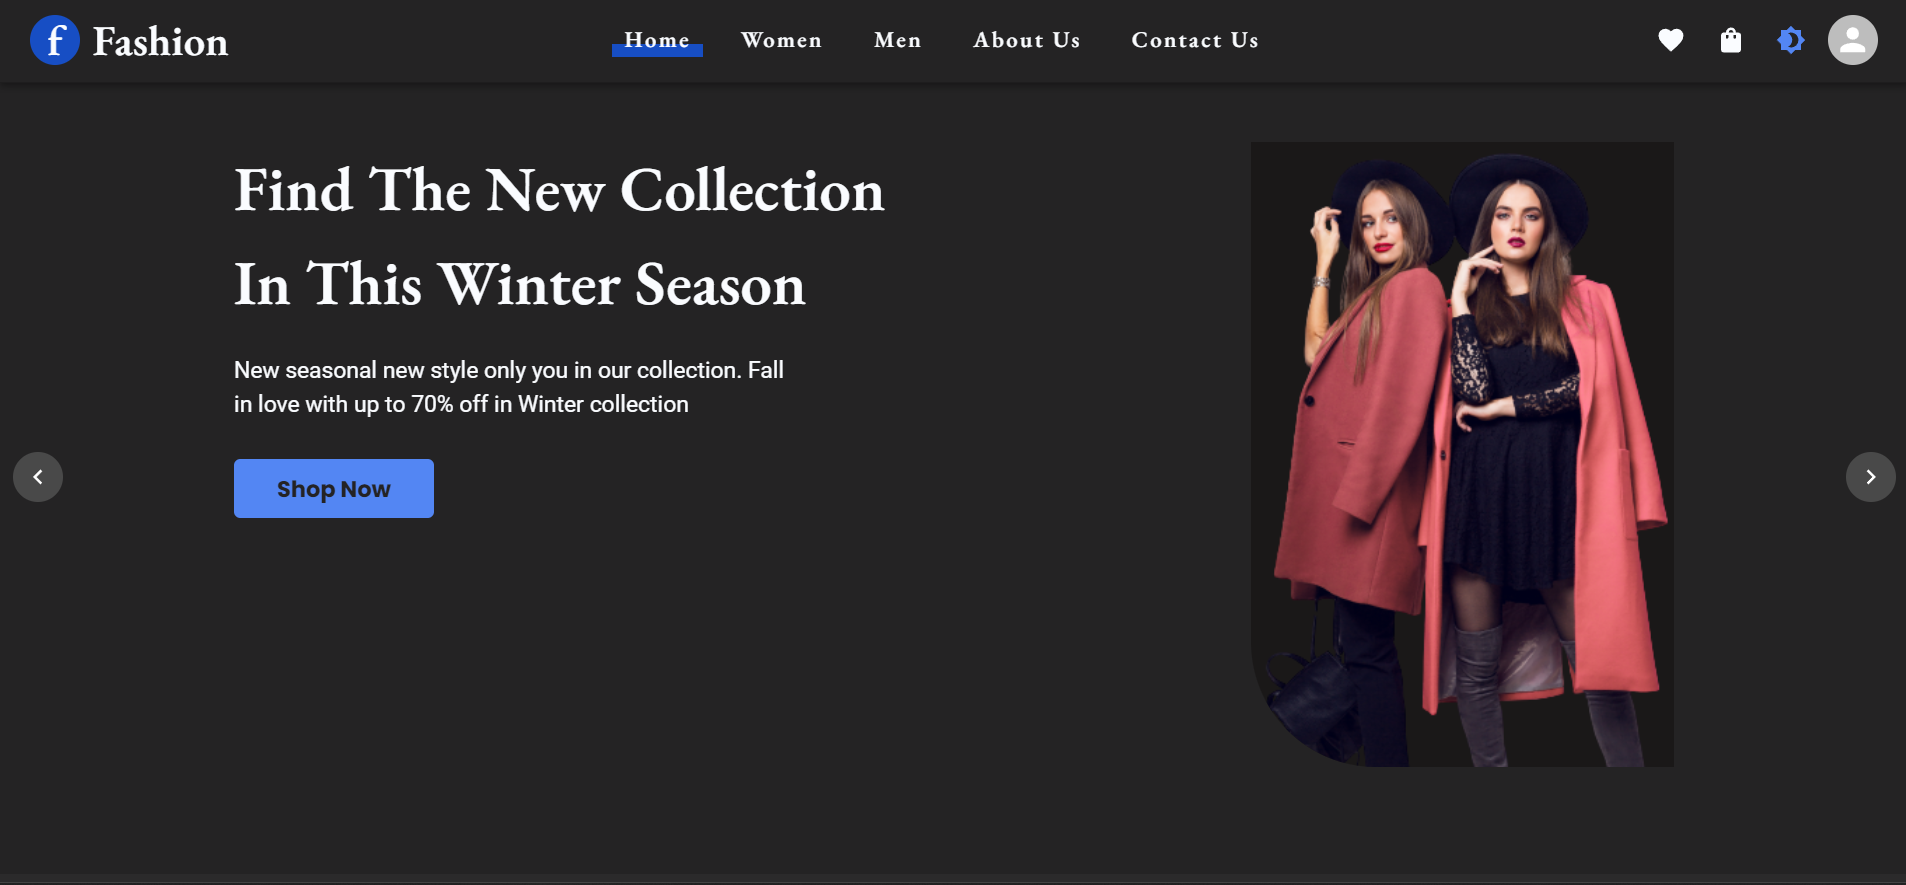 f Fashion
Home Women Men About Us Contact Us
Find The New Collection
In This Winter Season
New seasonal new style only you in our collection. Fall
in love with up to 70% off in Winter collection
Shop Now